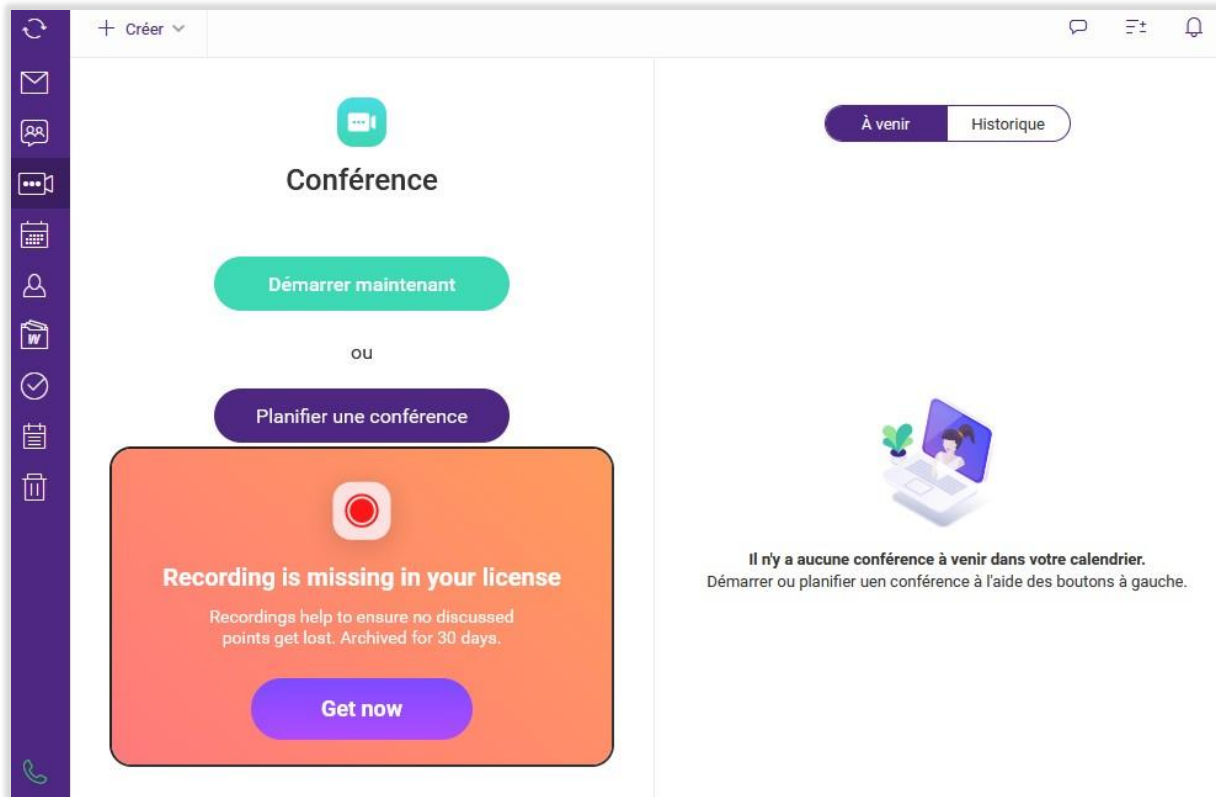 Créer
Conférence
Démarrer maintenant
ou
Planifier une conférence
Recording is missing in your license
Recordings help to ensure no discussed
points get lost. Archived for 30 days.
Get now
À venir
Historique
Il n'y a aucune conférence à venir dans votre calendrier.
Démarrer ou planifier uen conférence à l'aide des boutons à gauche.
W